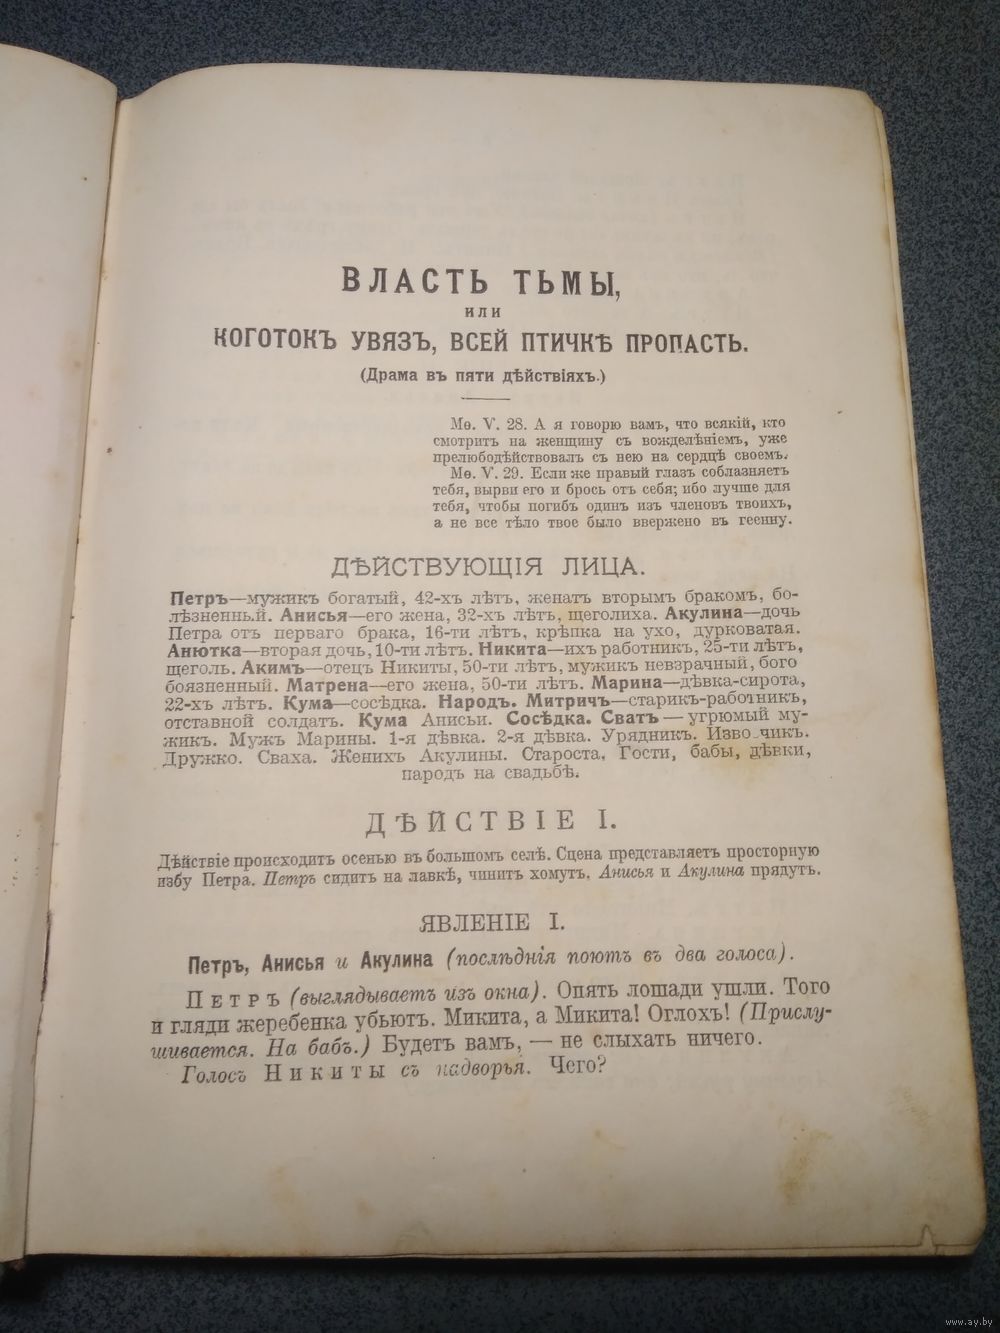 ВЛАСТЬ ТЬМЫ,
ИЛИ
КОГОТОКЪ УВЯЗЪ, ВСЕЙ ПТИЧКѢ ПРОПАСТЬ.
(Драма въ пяти дѣйствіяхъ.)
Мѳ. V. 28. А я говорю вамъ, что всякій, кто
смотритъ на женщину съ вожделѣніемъ, уже
прелюбодѣйствовалъ съ нею на сердцѣ своемъ.
Мѳ. V. 29. Если же правый глазъ соблазняетъ
тебя, вырви его и брось отъ себя; ибо лучше для
тебя, чтобы погибъ одинъ изъ членовъ твоихъ,
а не все тѣло твое было ввержено въ геенну.
ДѢЙСТВУЮЩІЯ ЛИЦА.
Петръ—мужикъ богатый, 42-хъ лѣтъ, женатъ вторымъ бракомъ, бо-
лѣзненный. Анисья—его жена, 32-хъ лѣтъ, щеголиха. Акулина—дочь
Петра отъ перваго брака, 16-ти лѣтъ, крѣпка на ухо, дурковатая.
Анютка—вторая дочь, 10-ти лѣтъ. Никита—ихъ работникъ, 25-ти лѣтъ,
щеголь. Акимъ—отецъ Никиты, 50-ти лѣтъ, мужикъ невзрачный, бого
боязненный. Матрена—его жена, 50-ти лѣтъ. Марина—дѣвка-сирота,
22-хъ лѣтъ. Кума—сосѣдка. Народъ. Митричъ—старикъ-работникъ,
отставной солдатъ. Кума Анисьи. Сосѣдка. Сватъ—угрюмый му-
жикъ. Мужъ Марины. 1-я дѣвка. 2-я дѣвка. Урядникъ. Извозчикъ.
Дружко. Сваха. Женихъ Акулины. Староста, Гости, бабы, дѣвки,
народъ на свадьбѣ.
ДѢЙСТВІЕ I.
Дѣйствіе происходитъ осенью въ большомъ селѣ. Сцена представляетъ просторную
избу Петра. Петръ сидитъ на лавкѣ, чинитъ хомутъ. Анисья и Акулина прядутъ.
ЯВЛЕНІЕ I.
Петръ, Анисья и Акулина (послѣднія поютъ въ два голоса).
Петръ (выглядываетъ изъ окна). Опять лошади ушли. Того
и гляди жеребенка убьютъ. Микита, а Микита! Оглохъ! (Прислу-
шивается. На бабъ.) Будетъ вамъ, — не слыхать ничего.
Голосъ Никиты съ надворья. Чего?
www.ay.by